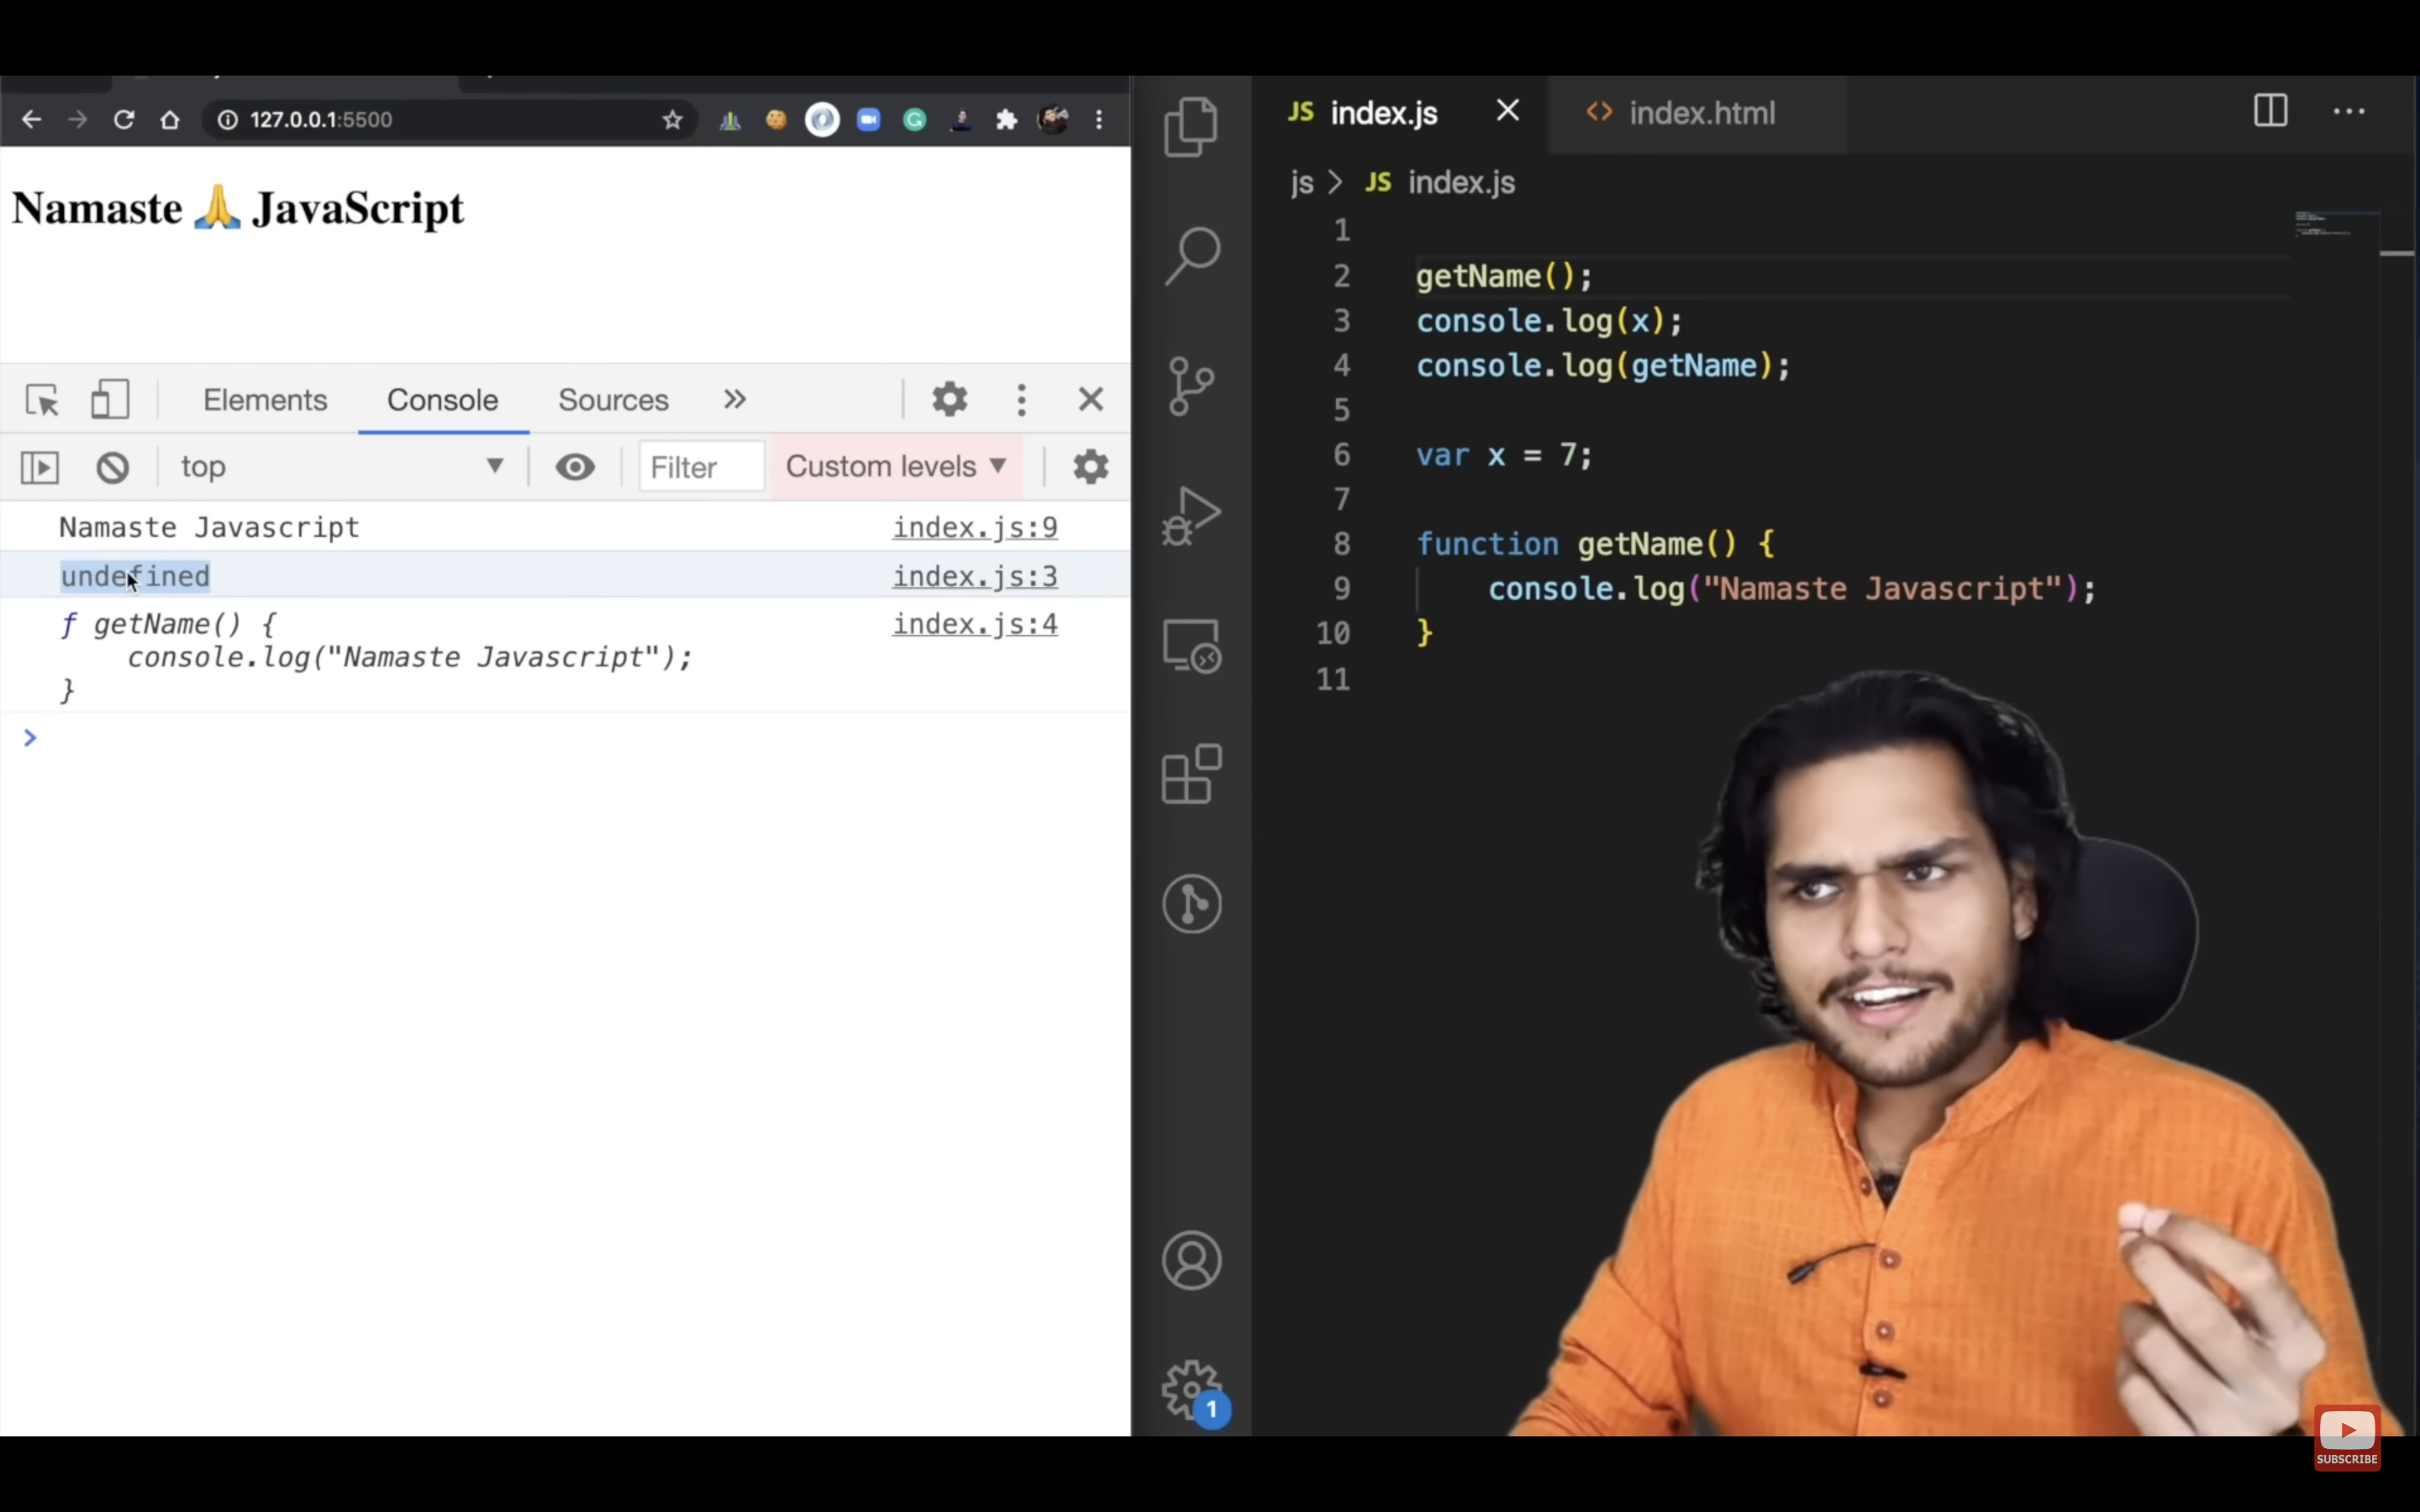 127.0.0.1:5500
Namaste 🙏 JavaScript
Elements Console Sources
top Filter Custom levels
Namaste Javascript index.js:9
undefined index.js:3
f getName() { index.js:4
console.log("Namaste Javascript");
}
>
JS index.js index.html
js > JS index.js
1
2 getName();
3 console.log(x);
4 console.log(getName);
5
6 var x = 7;
7
8 function getName() {
9 console.log("Namaste Javascript");
10 }
11
1
SUBSCRIBE